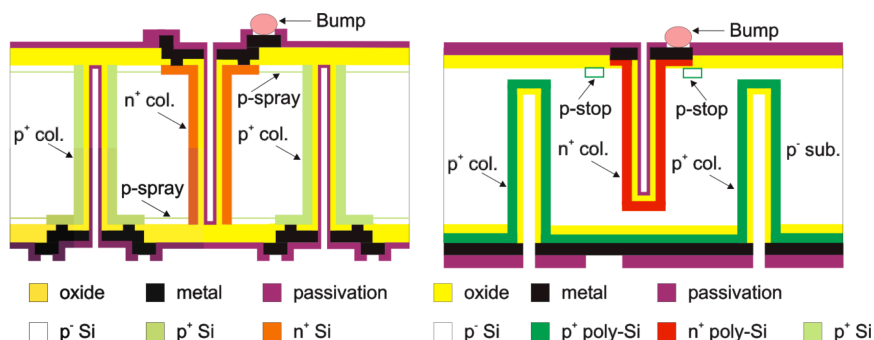 Bump
n⁺ col.
p-spray
p⁺ col.
p⁺ col.
p-spray
oxide
metal
passivation
p⁻ Si
p⁺ Si
n⁺ Si
Bump
p-stop
p-stop
n⁺ col.
p⁺ col.
p⁺ col.
p⁻ sub.
oxide
metal
passivation
p⁻ Si
p⁺ poly-Si
n⁺ poly-Si
p⁺ Si